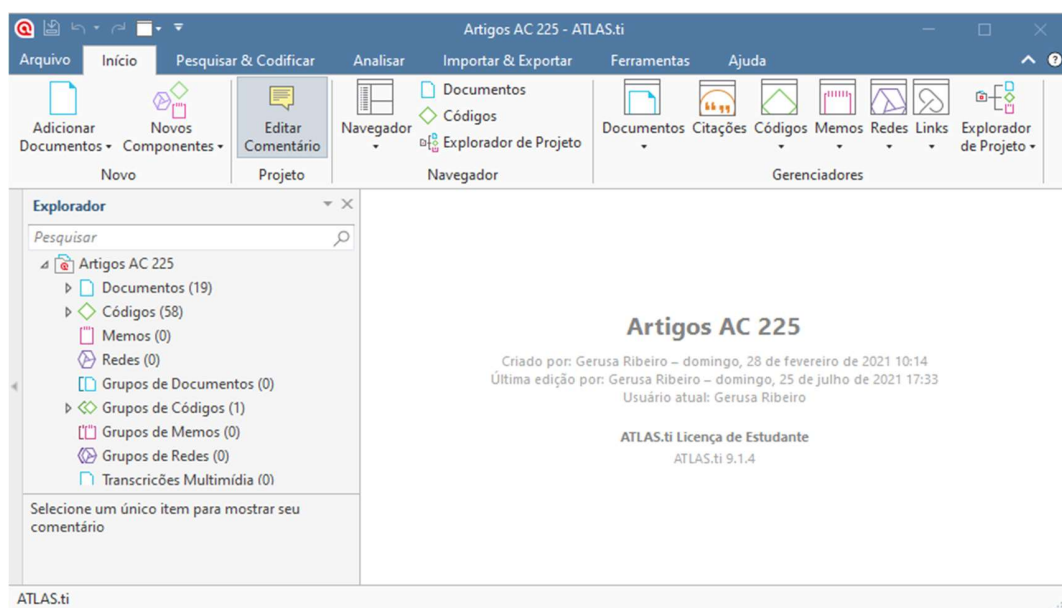 Artigos AC 225 - ATLAS.ti
Arquivo Início Pesquisar & Codificar Analisar Importar & Exportar Ferramentas Ajuda
Adicionar Documentos
Novos Componentes
Novo
Editar Comentário
Projeto
Navegador
Documentos
Códigos
Explorador de Projeto
Navegador
Documentos Citações Códigos Memos Redes Links
Explorador de Projeto
Gerenciadores
Explorador
Pesquisar
Artigos AC 225
Documentos (19)
Códigos (58)
Memos (0)
Redes (0)
Grupos de Documentos (0)
Grupos de Códigos (1)
Grupos de Memos (0)
Grupos de Redes (0)
Transcrições Multimídia (0)
Selecione um único item para mostrar seu
comentário
Artigos AC 225
Criado por: Gerusa Ribeiro – domingo, 28 de fevereiro de 2021 10:14
Última edição por: Gerusa Ribeiro – domingo, 25 de julho de 2021 17:33
Usuário atual: Gerusa Ribeiro
ATLAS.ti Licença de Estudante
ATLAS.ti 9.1.4
ATLAS.ti